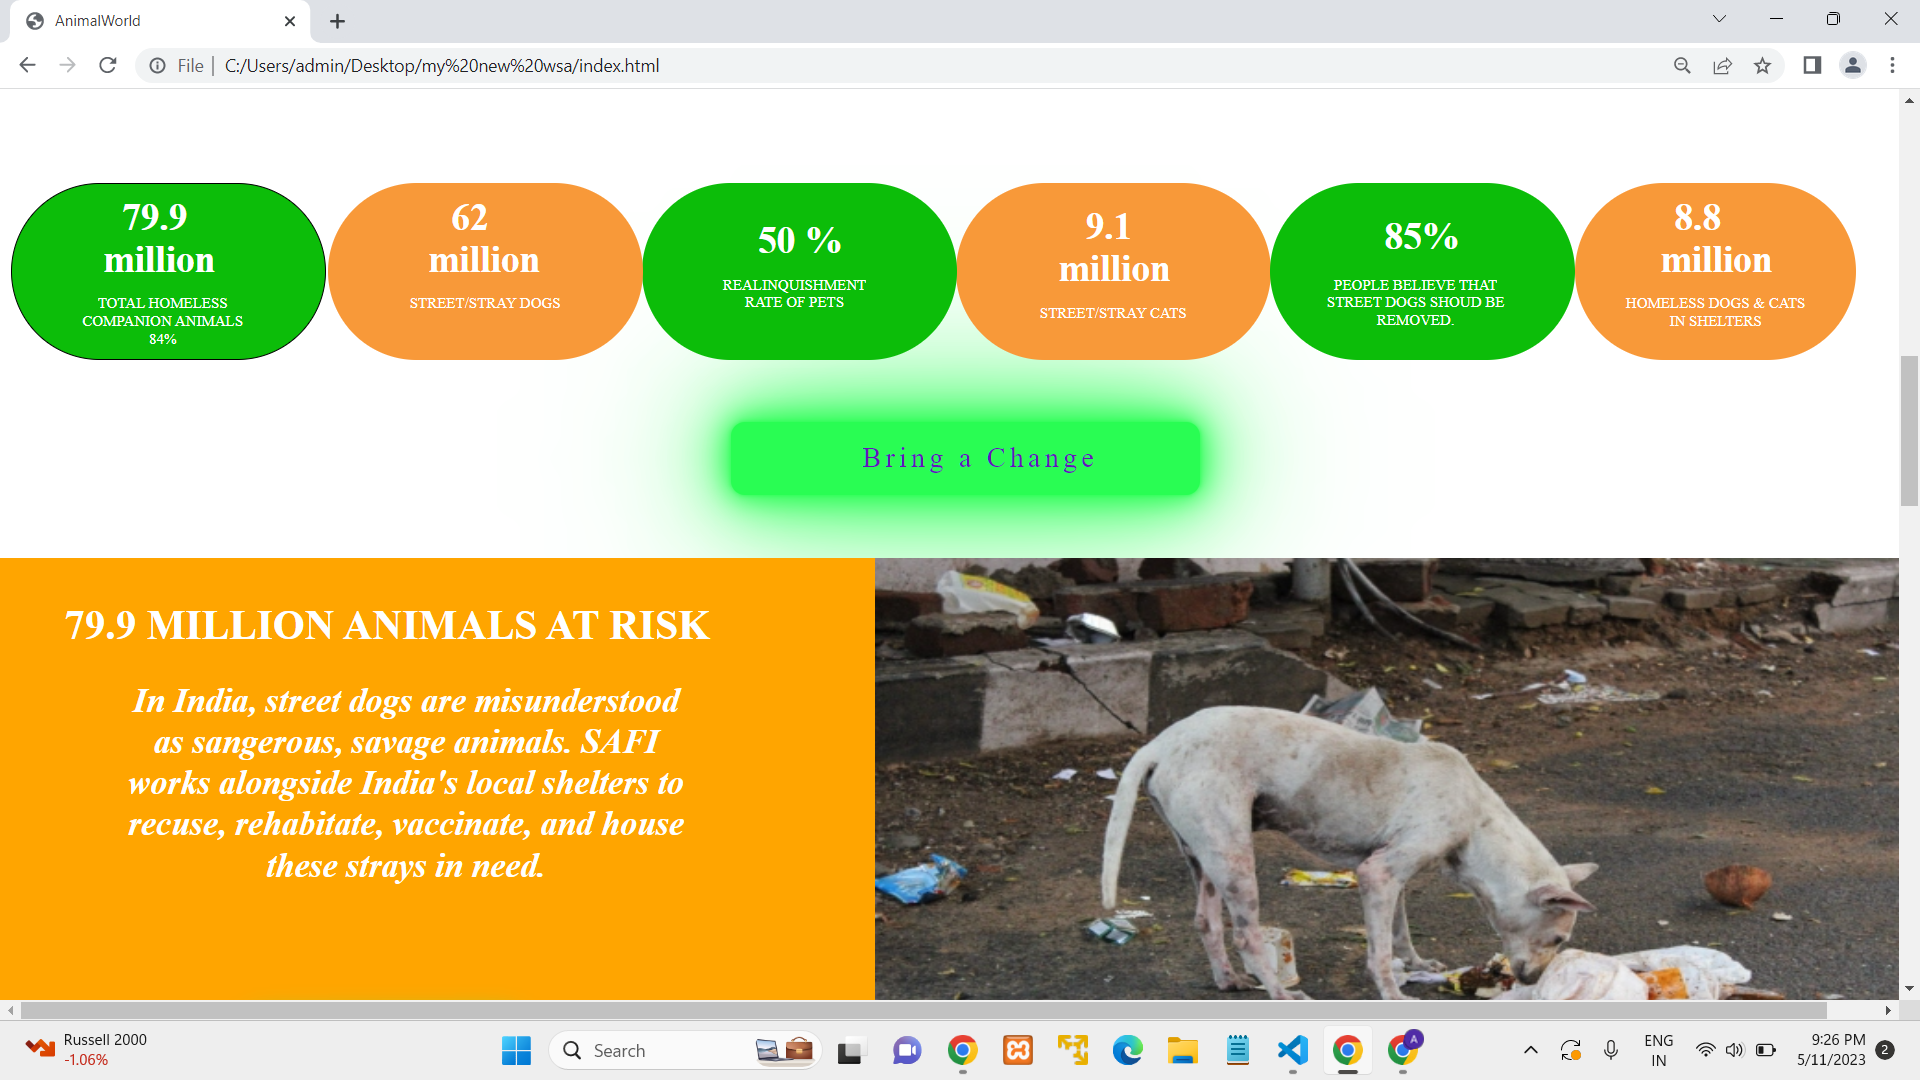 AnimalWorld
File
C:/Users/admin/Desktop/my%20new%20wsa/index.html
79.9
million
TOTAL HOMELESS
COMPANION ANIMALS
84%
62
million
STREET/STRAY DOGS
50 %
REALINQUISHMENT
RATE OF PETS
9.1
million
STREET/STRAY CATS
85%
PEOPLE BELIEVE THAT
STREET DOGS SHOUD BE
REMOVED.
8.8
million
HOMELESS DOGS & CATS
IN SHELTERS
Bring a Change
79.9 MILLION ANIMALS AT RISK
In India, street dogs are misunderstood
as sangerous, savage animals. SAFI
works alongside India's local shelters to
recuse, rehabitate, vaccinate, and house
these strays in need.
Russell 2000
-1.06%
Search
A
ENG
IN
9:26 PM
5/11/2023
2